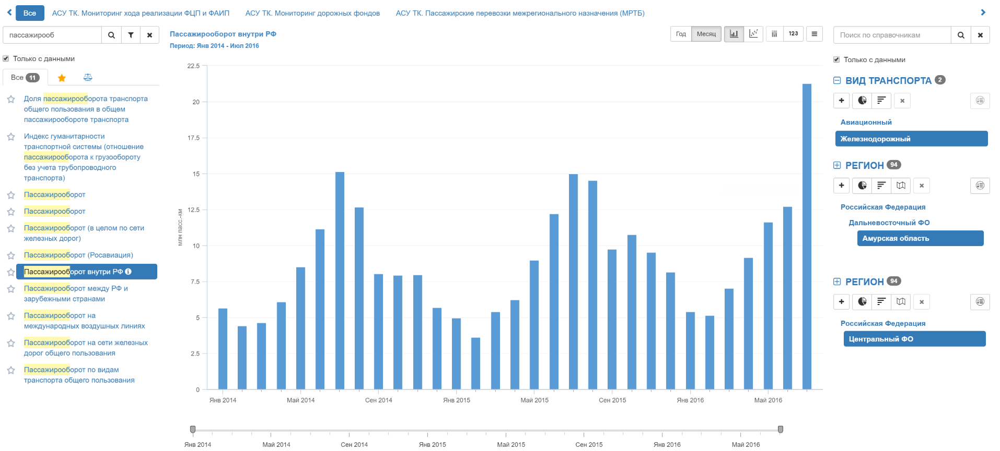 Все
АСУ ТК. Мониторинг хода реализации ФЦП и ФАИП
АСУ ТК. Мониторинг дорожных фондов
АСУ ТК. Пассажирские перевозки межрегионального назначения (МРТБ)
пассажирооб
Только с данными
Все 11
Доля пассажирооборота транспорта
общего пользования в общем
пассажирообороте транспорта
Индекс гуманитарности
транспортной системы (отношение
пассажирооборота к грузообороту
без учета трубопроводного
транспорта)
Пассажирооборот
Пассажирооборот
Пассажирооборот (в целом по сети
железных дорог)
Пассажирооборот (Росавиация)
Пассажирооборот внутри РФ
Пассажирооборот между РФ и
зарубежными странами
Пассажирооборот на
международных воздушных линиях
Пассажирооборот на сети железных
дорог общего пользования
Пассажирооборот по видам
транспорта общего пользования
Пассажирооборот внутри РФ
Период: Янв 2014 - Июл 2016
Год Месяц 123
млн пасс.-км
22.5
20
17.5
15
12.5
10
7.5
5
2.5
0
Янв 2014 Май 2014 Сен 2014 Янв 2015 Май 2015 Сен 2015 Янв 2016 Май 2016
Янв 2014 Май 2014 Сен 2014 Янв 2015 Май 2015 Сен 2015 Янв 2016 Май 2016
Поиск по справочникам
Только с данными
ВИД ТРАНСПОРТА 2
Авиационный
Железнодорожный
РЕГИОН 94
Российская Федерация
Дальневосточный ФО
Амурская область
РЕГИОН 94
Российская Федерация
Центральный ФО